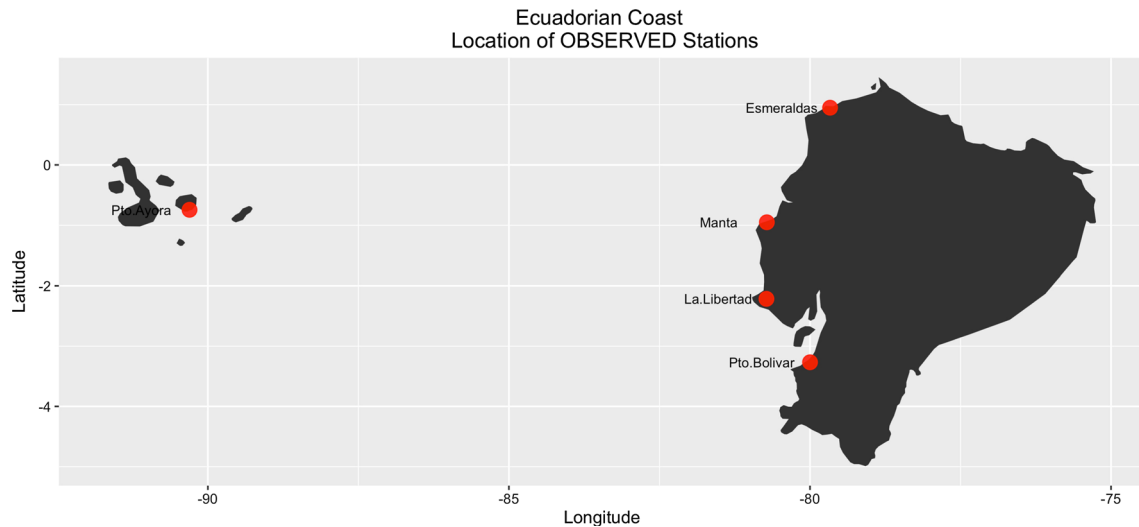 Ecuadorian Coast
Location of OBSERVED Stations
Esmeraldas
0
Pto.Ayora
Manta
-2
La.Libertad
Pto.Bolivar
-4
Latitude
-90
-85
-80
-75
Longitude